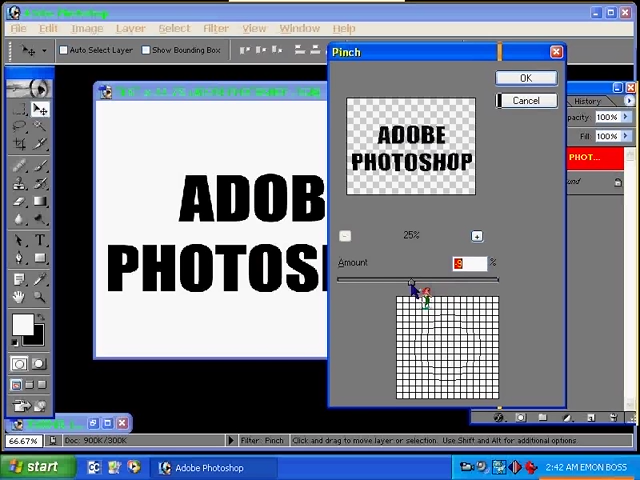 File Edit Image Layer Select Filter View Window Help
Auto Select Layer Show Bounding Box
Pinch
OK
Cancel
History
Opacity: 100%
Fill: 100%
PHOT...
ADOBE
PHOTOSHOP
25%
Amount
%
66.67% Doc: 900K/300K Filter: Pinch Click and drag to move layer or selection. Use Shift and Alt for additional options
start Adobe Photoshop 2:42 AM EMON BOSS